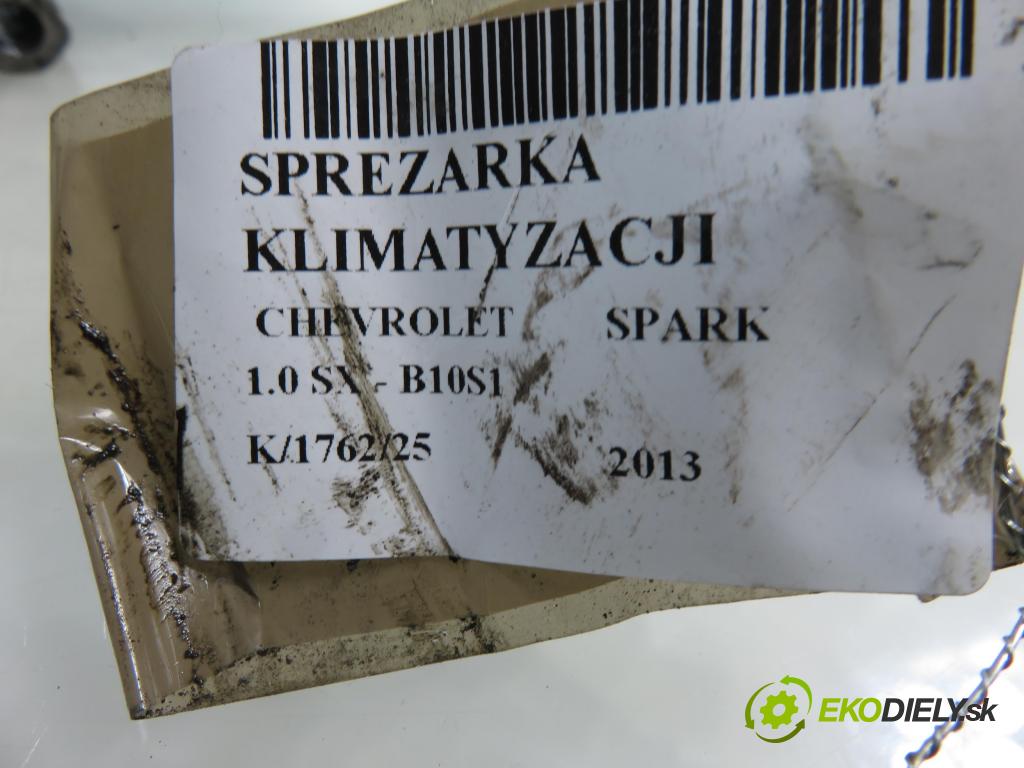 SPREZARKA
KLIMATYZACJI
CHEVROLET SPARK
1.0 SX - B10S1
K/1762/25 2013
EKODIELY.sk